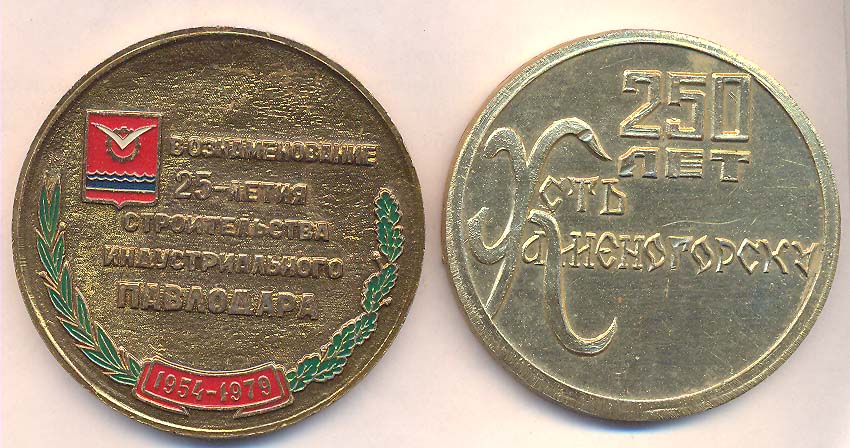 В ОЗНАМЕНОВАНИЕ
25-ЛЕТИЯ
СТРОИТЕЛЬСТВА
ИНДУСТРИАЛЬНОГО
ПАВЛОДАРА
1954-1979
250
ЛЕТ
УСТЬ
КАМЕНОГОРСКУ